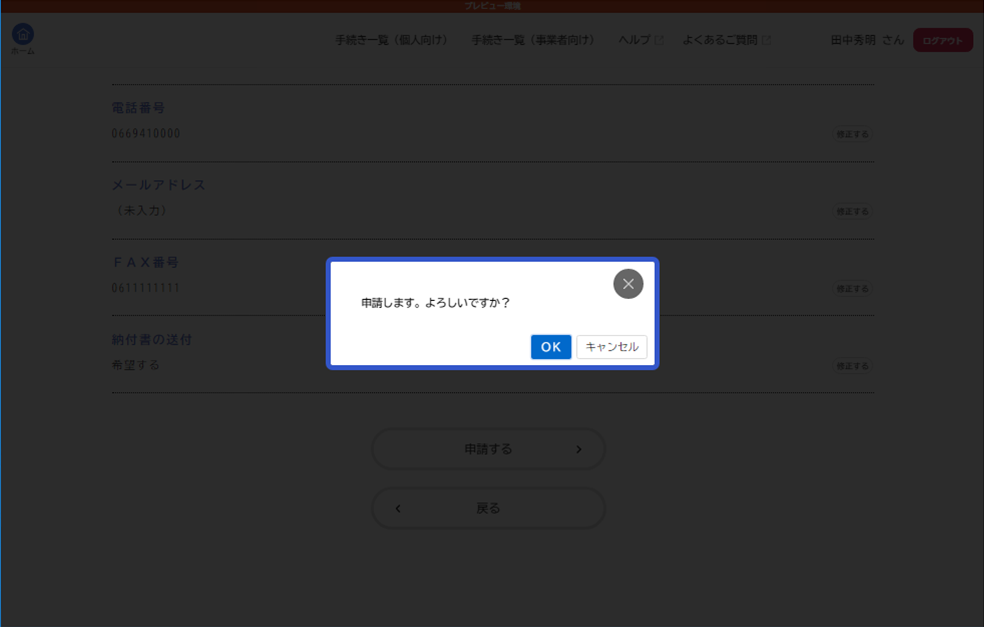 プレビュー環境
ホーム
手続き一覧（個人向け）
手続き一覧（事業者向け）
ヘルプ
よくあるご質問
田中秀明 さん
ログアウト
電話番号
0669410000
修正する
メールアドレス
（未入力）
修正する
ＦＡＸ番号
0611111111
修正する
納付書の送付
希望する
修正する
申請します。よろしいですか？
OK
キャンセル
申請する
戻る